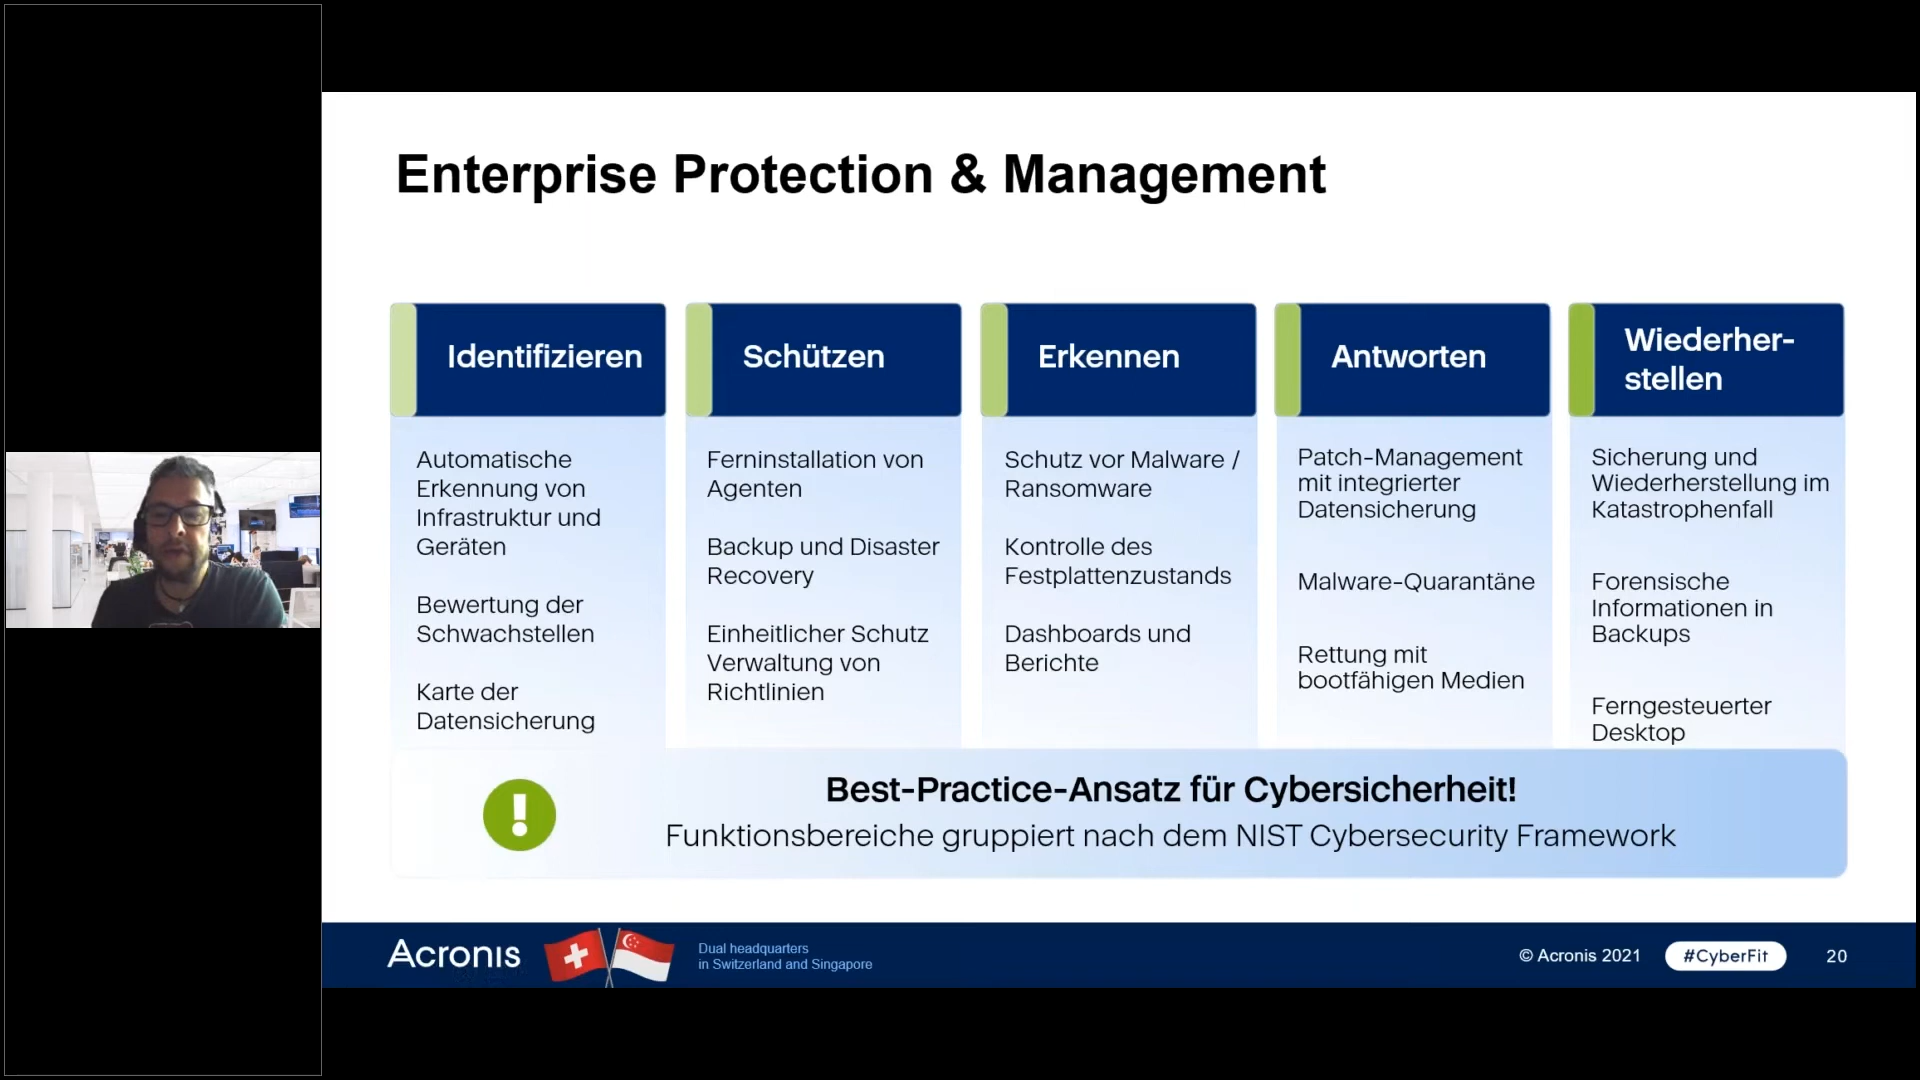 Enterprise Protection & Management
Identifizieren
Automatische
Erkennung von
Infrastruktur und
Geräten
Bewertung der
Schwachstellen
Karte der
Datensicherung
Schützen
Ferninstallation von
Agenten
Backup und Disaster
Recovery
Einheitlicher Schutz
Verwaltung von
Richtlinien
Erkennen
Schutz vor Malware /
Ransomware
Kontrolle des
Festplattenzustands
Dashboards und
Berichte
Antworten
Patch-Management
mit integrierter
Datensicherung
Malware-Quarantäne
Rettung mit
bootfähigen Medien
Wiederher-
stellen
Sicherung und
Wiederherstellung im
Katastrophenfall
Forensische
Informationen in
Backups
Ferngesteuerter
Desktop
!
Best-Practice-Ansatz für Cybersicherheit!
Funktionsbereiche gruppiert nach dem NIST Cybersecurity Framework
Acronis
Dual headquarters
in Switzerland and Singapore
© Acronis 2021
#CyberFit
20